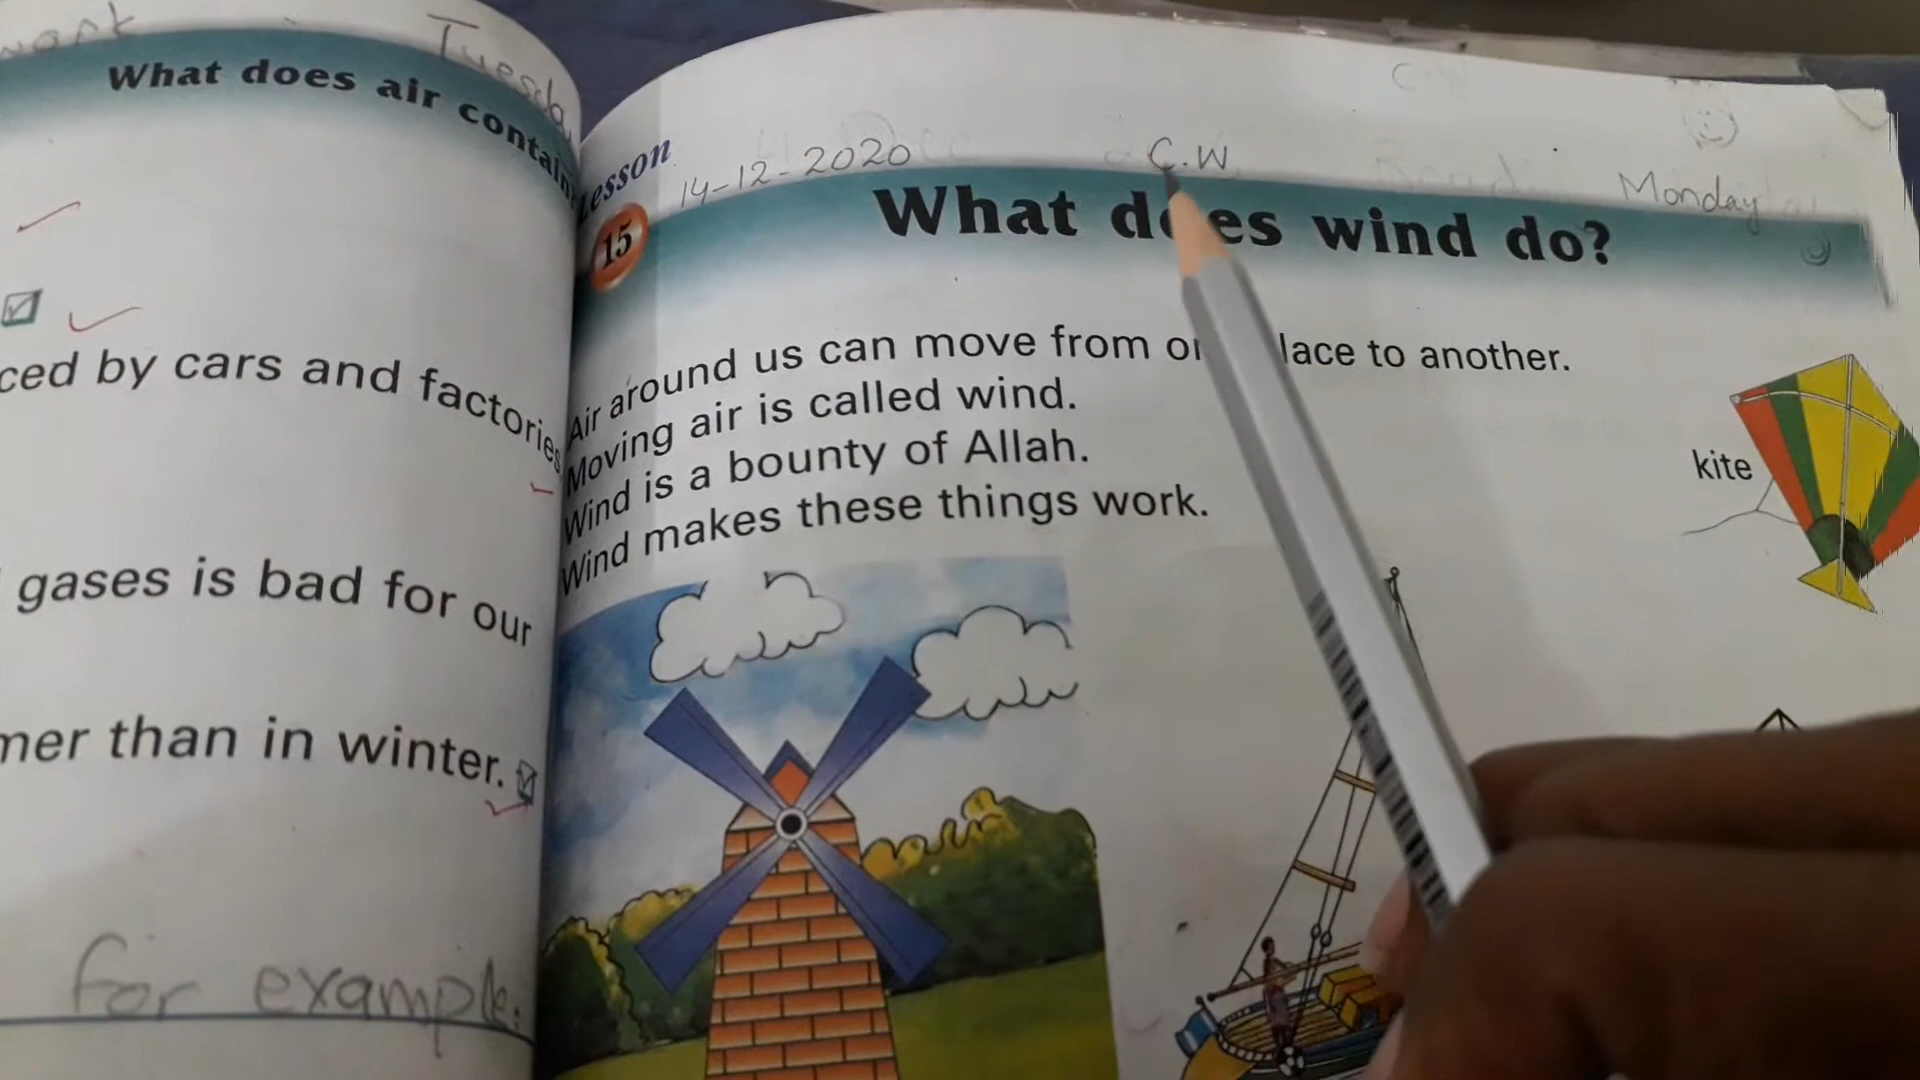 work Tuesday
What does air contain?
ced by cars and factories
gases is bad for our
mer than in winter.
for example:
Lesson
15
14-12-2020 C.W. Monday
What does wind do?
Air around us can move from one place to another.
Moving air is called wind.
Wind is a bounty of Allah.
Wind makes these things work.
kite